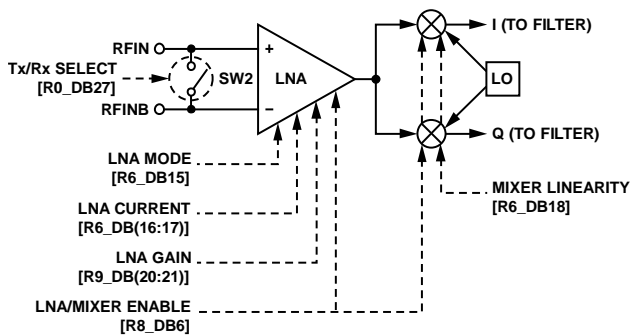 RFIN
+
I (TO FILTER)
Tx/Rx SELECT
[R0_DB27]
SW2
LNA
LO
RFINB
–
Q (TO FILTER)
LNA MODE
[R6_DB15]
MIXER LINEARITY
[R6_DB18]
LNA CURRENT
[R6_DB(16:17)]
LNA GAIN
[R9_DB(20:21)]
LNA/MIXER ENABLE
[R8_DB6]